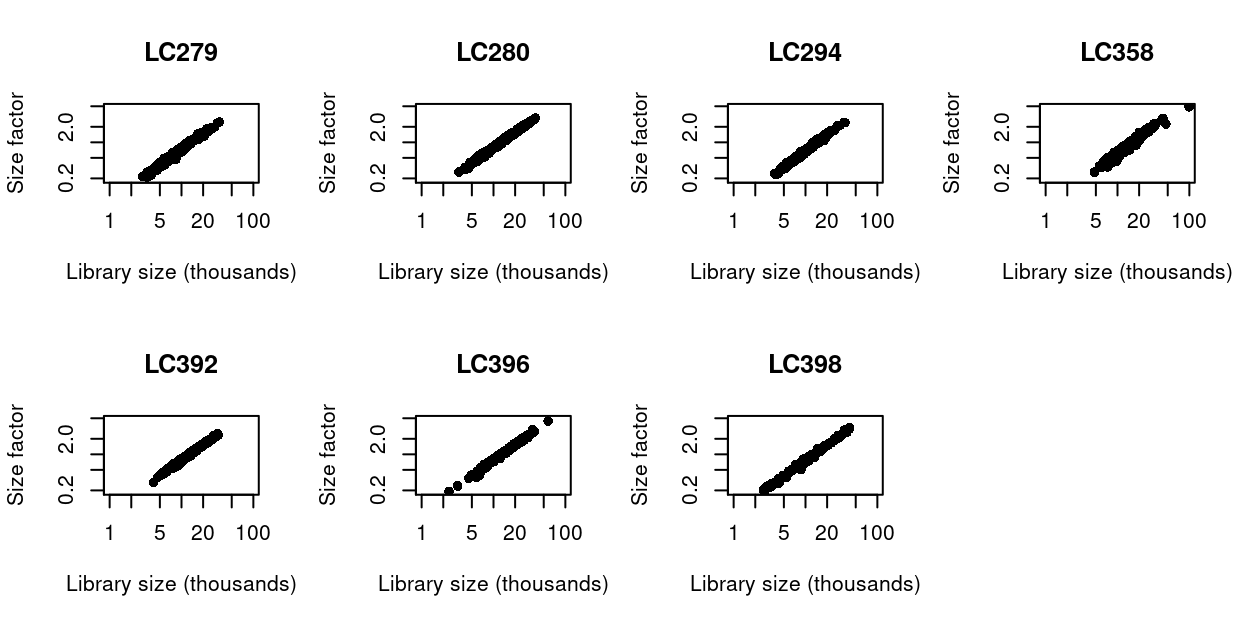 LC279
Size factor
2.0
0.2
1 5 20 100
Library size (thousands)
LC280
Size factor
2.0
0.2
1 5 20 100
Library size (thousands)
LC294
Size factor
2.0
0.2
1 5 20 100
Library size (thousands)
LC358
Size factor
2.0
0.2
1 5 20 100
Library size (thousands)
LC392
Size factor
2.0
0.2
1 5 20 100
Library size (thousands)
LC396
Size factor
2.0
0.2
1 5 20 100
Library size (thousands)
LC398
Size factor
2.0
0.2
1 5 20 100
Library size (thousands)